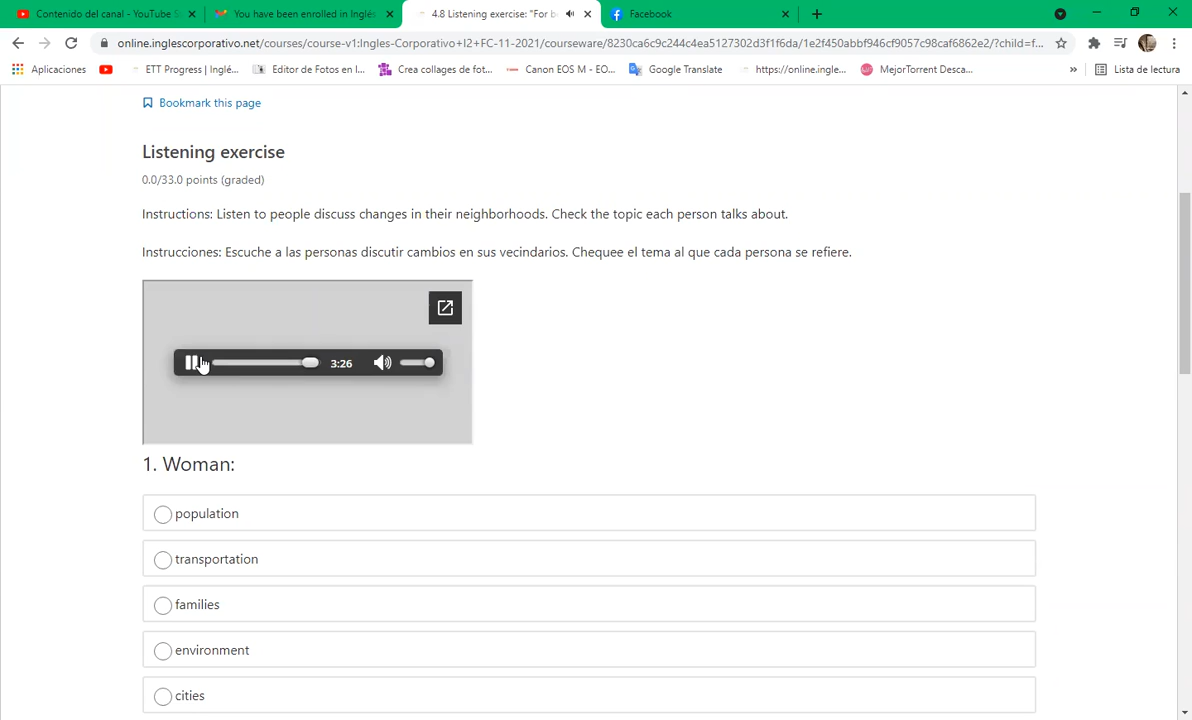 Contenido del canal - YouTube S
You have been enrolled in Inglés
4.8 Listening exercise: "For b
Facebook
online.inglescorporativo.net/courses/course-v1:Ingles-Corporativo+I2+FC-11-2021/courseware/8230ca6c9c244c4ea5127302d3f1f6da/1e2f450abbf946cf9057c98caf6862e2/?child=f...
Aplicaciones
ETT Progress | Inglé...
Editor de Fotos en l...
Crea collages de fot...
Canon EOS M - EO...
Google Translate
https://online.ingle...
MejorTorrent Desca...
»
Lista de lectura
Bookmark this page
Listening exercise
0.0/33.0 points (graded)
Instructions: Listen to people discuss changes in their neighborhoods. Check the topic each person talks about.
Instrucciones: Escuche a las personas discutir cambios en sus vecindarios. Chequee el tema al que cada persona se refiere.
3:26
1. Woman:
population
transportation
families
environment
cities